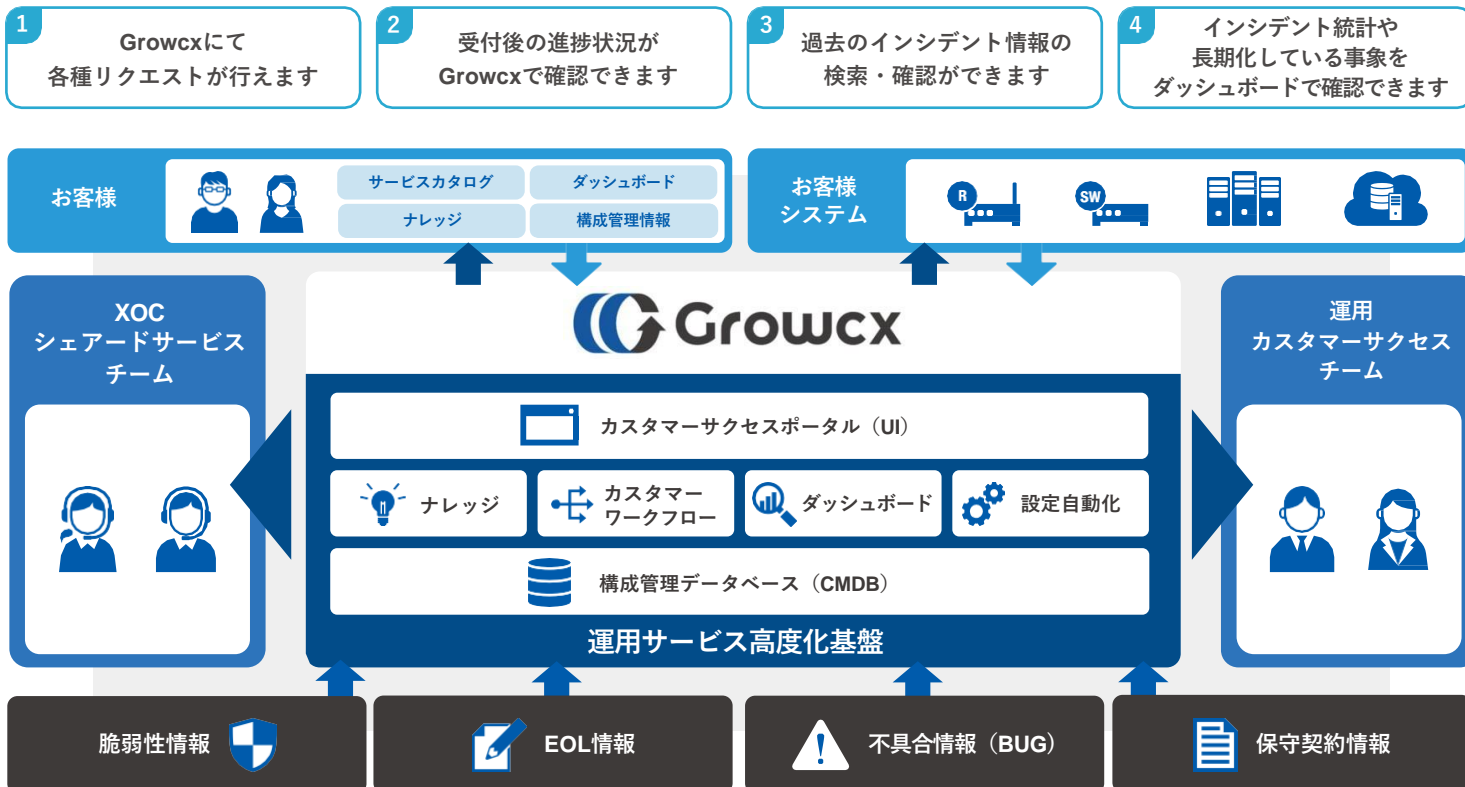 1
Growcxにて
各種リクエストが行えます
2
受付後の進捗状況が
Growcxで確認できます
3
過去のインシデント情報の
検索・確認ができます
4
インシデント統計や
長期化している事象を
ダッシュボードで確認できます
お客様
サービスカタログ
ダッシュボード
ナレッジ
構成管理情報
お客様
システム
R
SW
XOC
シェアードサービス
チーム
Growcx
運用
カスタマーサクセス
チーム
カスタマーサクセスポータル（UI）
ナレッジ
カスタマー
ワークフロー
ダッシュボード
設定自動化
構成管理データベース（CMDB）
運用サービス高度化基盤
脆弱性情報
EOL情報
不具合情報（BUG）
保守契約情報